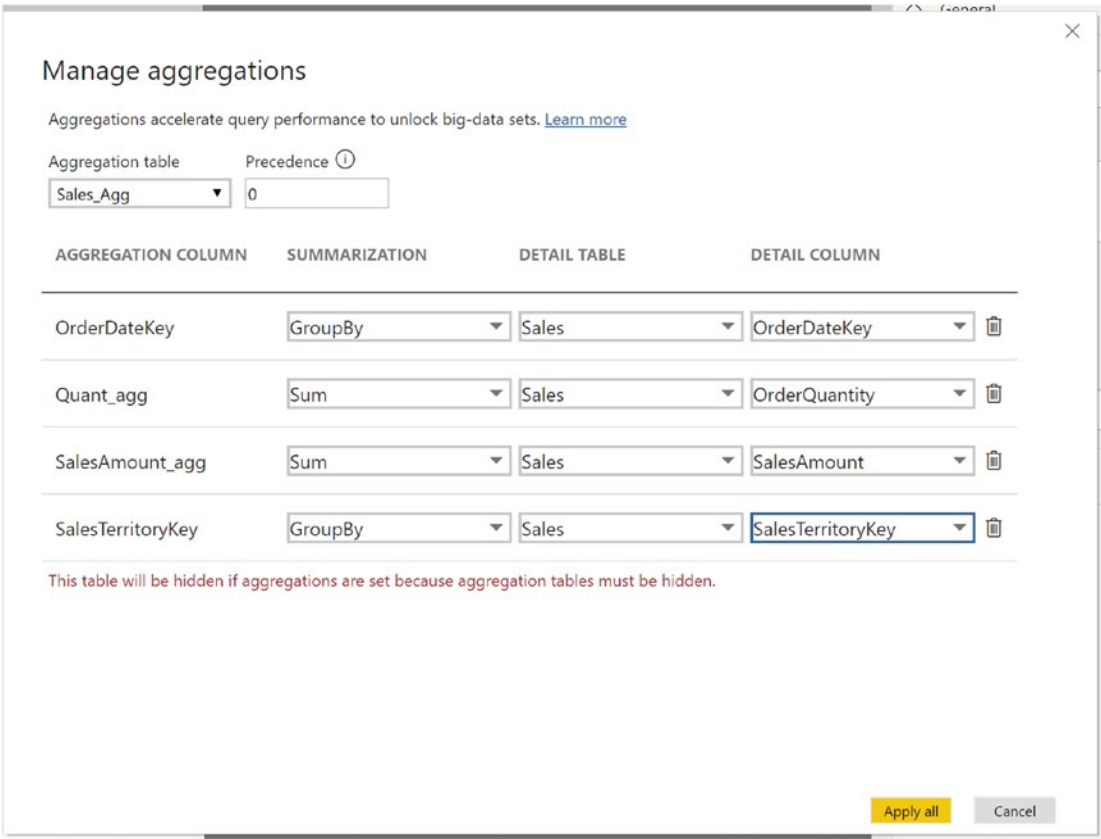 General
Manage aggregations
Aggregations accelerate query performance to unlock big-data sets. Learn more
Aggregation table Precedence
Sales_Agg 0
AGGREGATION COLUMN SUMMARIZATION DETAIL TABLE DETAIL COLUMN
OrderDateKey GroupBy Sales OrderDateKey
Quant_agg Sum Sales OrderQuantity
SalesAmount_agg Sum Sales SalesAmount
SalesTerritoryKey GroupBy Sales SalesTerritoryKey
This table will be hidden if aggregations are set because aggregation tables must be hidden.
Apply all Cancel